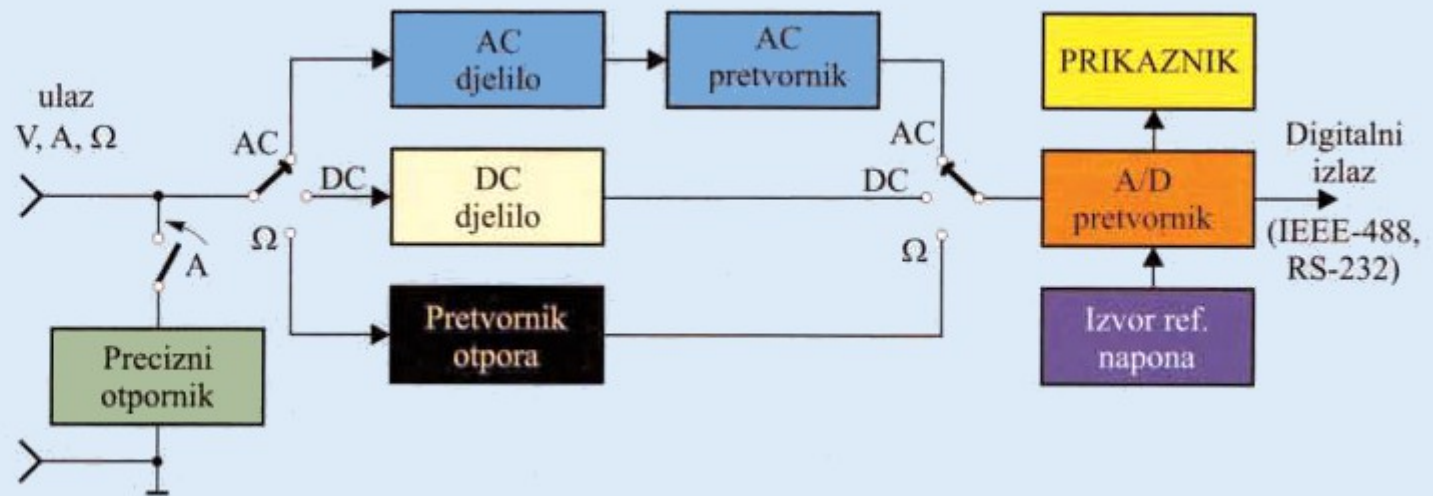 ulaz
V, A, Ω
AC
DC
Ω
A
Precizni
otpornik
AC
djelilo
AC
pretvornik
DC
djelilo
Pretvornik
otpora
AC
DC
Ω
PRIKAZNIK
A/D
pretvornik
Izvor ref.
napona
Digitalni
izlaz
(IEEE-488,
RS-232)